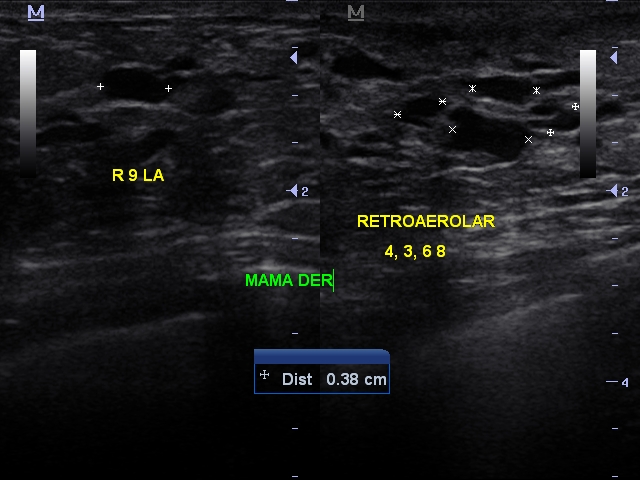 M
M
2
R 9 LA
2
RETROAEROLAR
4, 3, 6 8
MAMA DER
Dist 0.38 cm
4